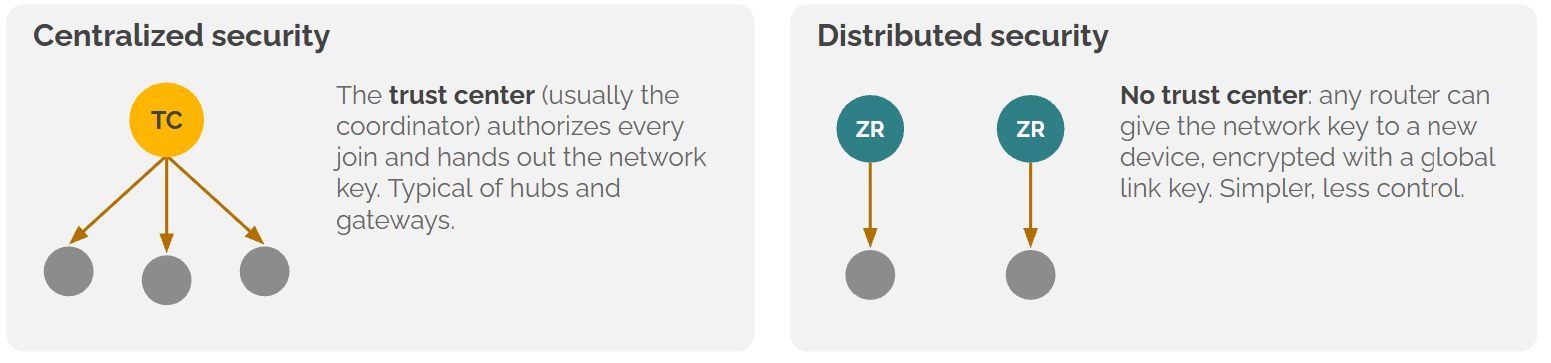 Centralized security
TC
The trust center (usually the
coordinator) authorizes every
join and hands out the network
key. Typical of hubs and
gateways.
Distributed security
ZR
ZR
No trust center: any router can
give the network key to a new
device, encrypted with a global
link key. Simpler, less control.